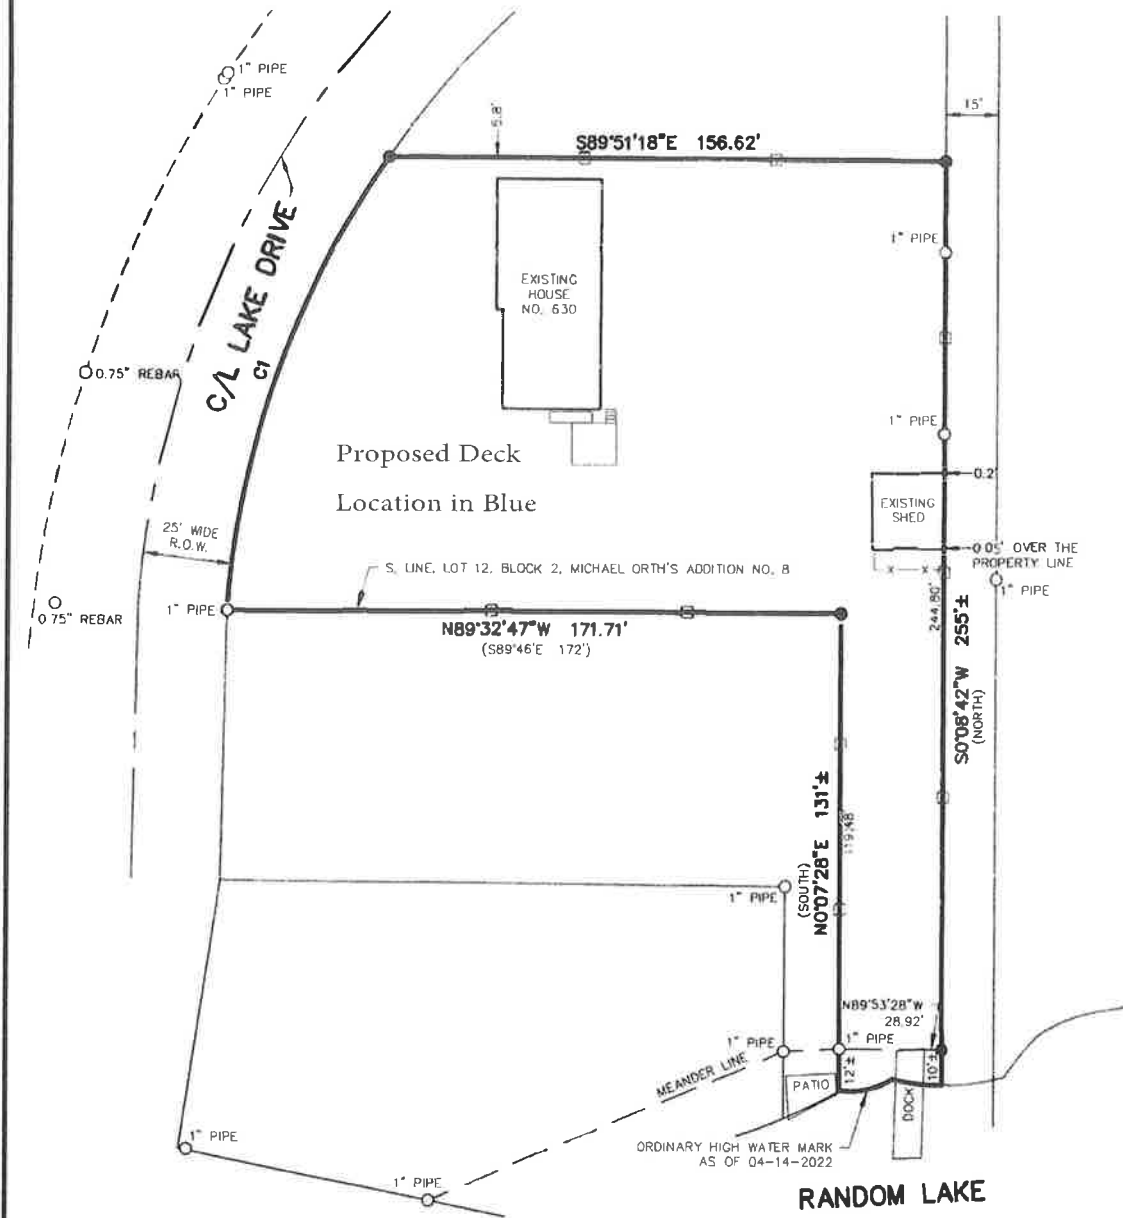 1" PIPE
1" PIPE
15'
5.8'
S89°51'18"E 156.62'
C/L LAKE DRIVE
C1
1" PIPE
EXISTING
HOUSE
NO. 630
0.75" REBAR
1" PIPE
Proposed Deck
Location in Blue
0.2'
EXISTING
SHED
25' WIDE
R.O.W.
0.05' OVER THE
PROPERTY LINE
x x
1" PIPE
S. LINE, LOT 12, BLOCK 2, MICHAEL ORTH'S ADDITION NO. 8
0.75" REBAR
1" PIPE
N89°32'47"W 171.71'
(S89°46'E 172')
244.80'
S0°08'42"W 255'±
(NORTH)
N0°07'28"E 131'±
(SOUTH)
119.48'
1" PIPE
N89°53'28"W
28.92'
1" PIPE
1" PIPE
MEANDER LINE
PATIO
12'±
10'±
DOCK
1" PIPE
ORDINARY HIGH WATER MARK
AS OF 04-14-2022
1" PIPE
RANDOM LAKE